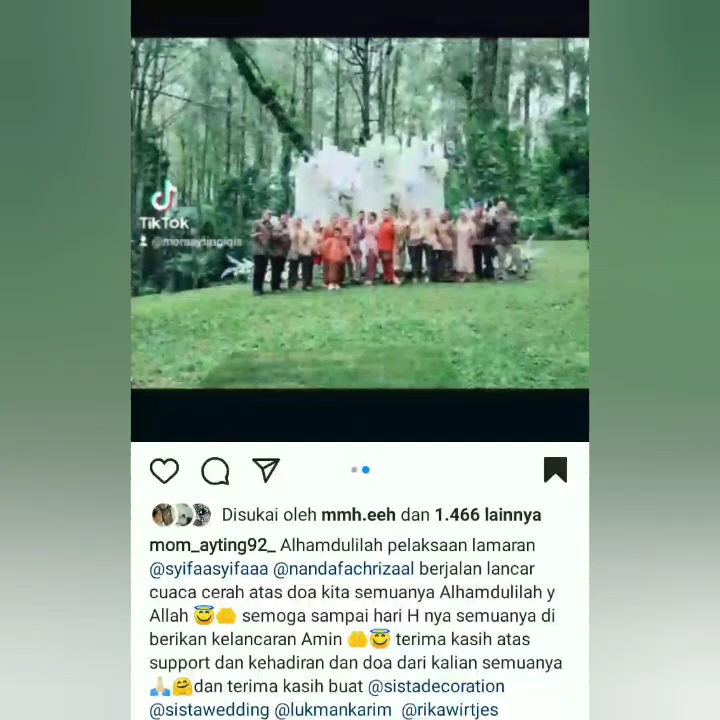 TikTok
Disukai oleh mmh.eeh dan 1.466 lainnya
mom_ayting92_ Alhamdulilah pelaksaan lamaran
@syifaasyifaaa @nandafachrizaal berjalan lancar
cuaca cerah atas doa kita semuanya Alhamdulilah y
Allah 😇🤲 semoga sampai hari H nya semuanya di
berikan kelancaran Amin 🤲😇 terima kasih atas
support dan kehadiran dan doa dari kalian semuanya
🙏🏻🤗dan terima kasih buat @sistadecoration
@sistawedding @lukmankarim @rikawirtjes